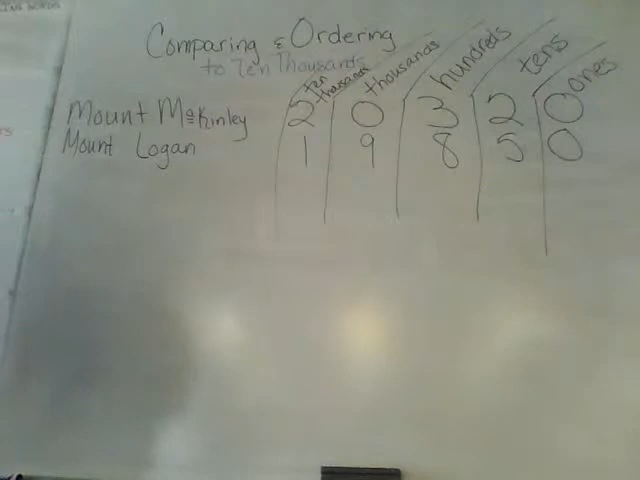 Comparing & Ordering
to Ten Thousands
ten thousands thousands hundreds tens ones
Mount McKinley 2 0 3 2 0
Mount Logan 1 9 8 5 0